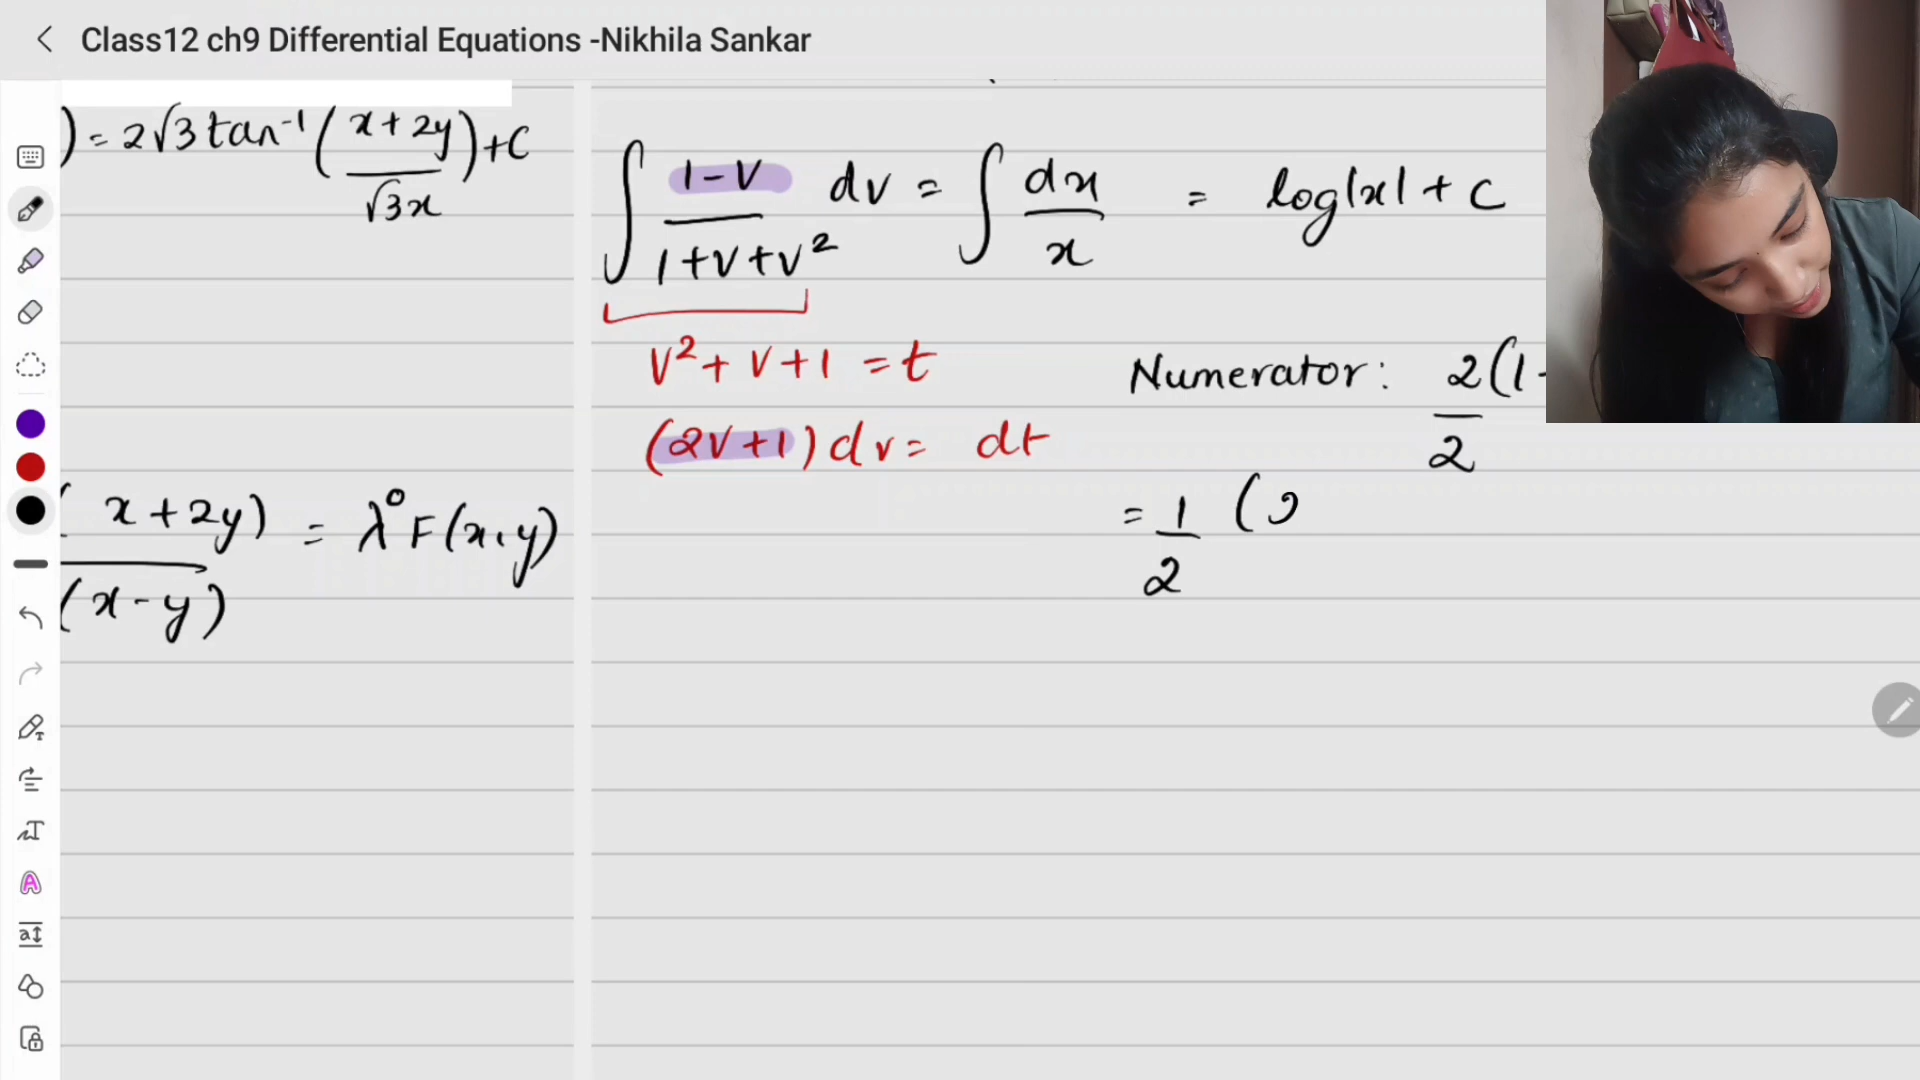 Class12 ch9 Differential Equations -Nikhila Sankar
) = 2√3 tan⁻¹ ( x + 2y / √3x ) + C
( x + 2y) / (x - y) = λ⁰ F(x, y)
∫ 1-v / 1+v+v² dv = ∫ dx / x = log|x| + C
v² + v + 1 = t
(2v+1) dv = dt
Numerator: 2(1- / 2
= 1/2 (